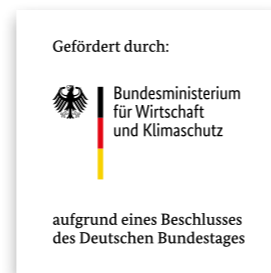 Gefördert durch:
Bundesministerium
für Wirtschaft
und Klimaschutz
aufgrund eines Beschlusses
des Deutschen Bundestages